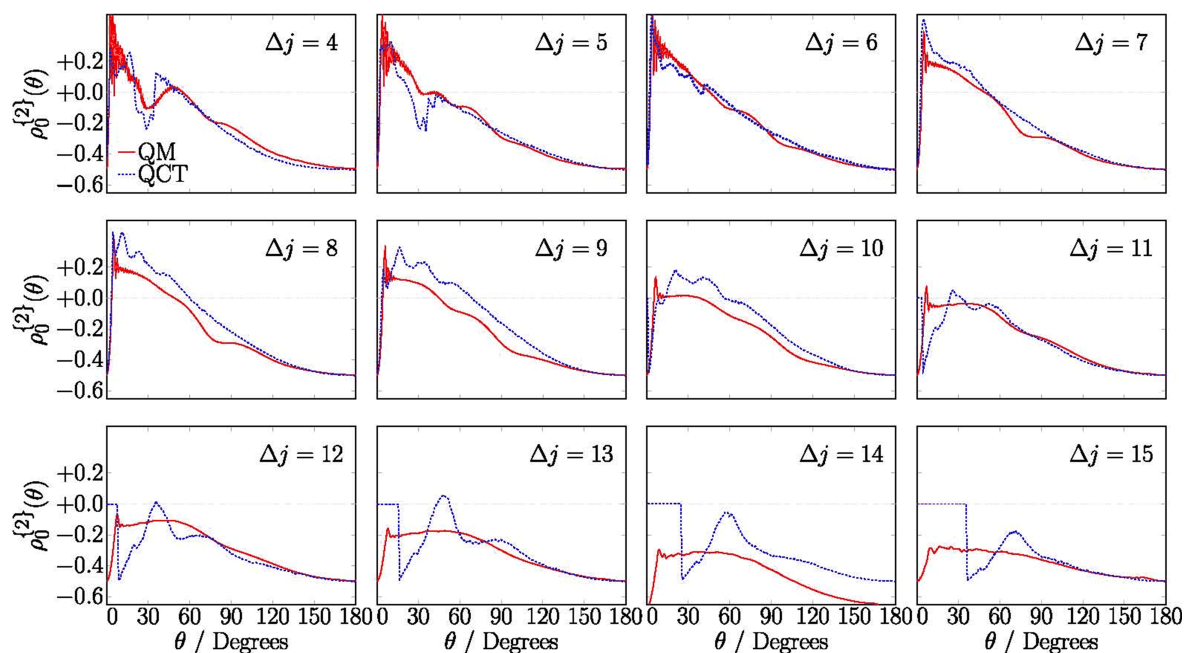 Δj = 4
Δj = 5
Δj = 6
Δj = 7
ρ₀^{2}(θ)
+0.2
+0.0
−0.2
−0.4
−0.6
QM
QCT
Δj = 8
Δj = 9
Δj = 10
Δj = 11
ρ₀^{2}(θ)
+0.2
+0.0
−0.2
−0.4
−0.6
Δj = 12
Δj = 13
Δj = 14
Δj = 15
ρ₀^{2}(θ)
+0.2
+0.0
−0.2
−0.4
−0.6
0 30 60 90 120 150 180 0 30 60 90 120 150 180 0 30 60 90 120 150 180 0 30 60 90 120 150 180
θ / Degrees
θ / Degrees
θ / Degrees
θ / Degrees